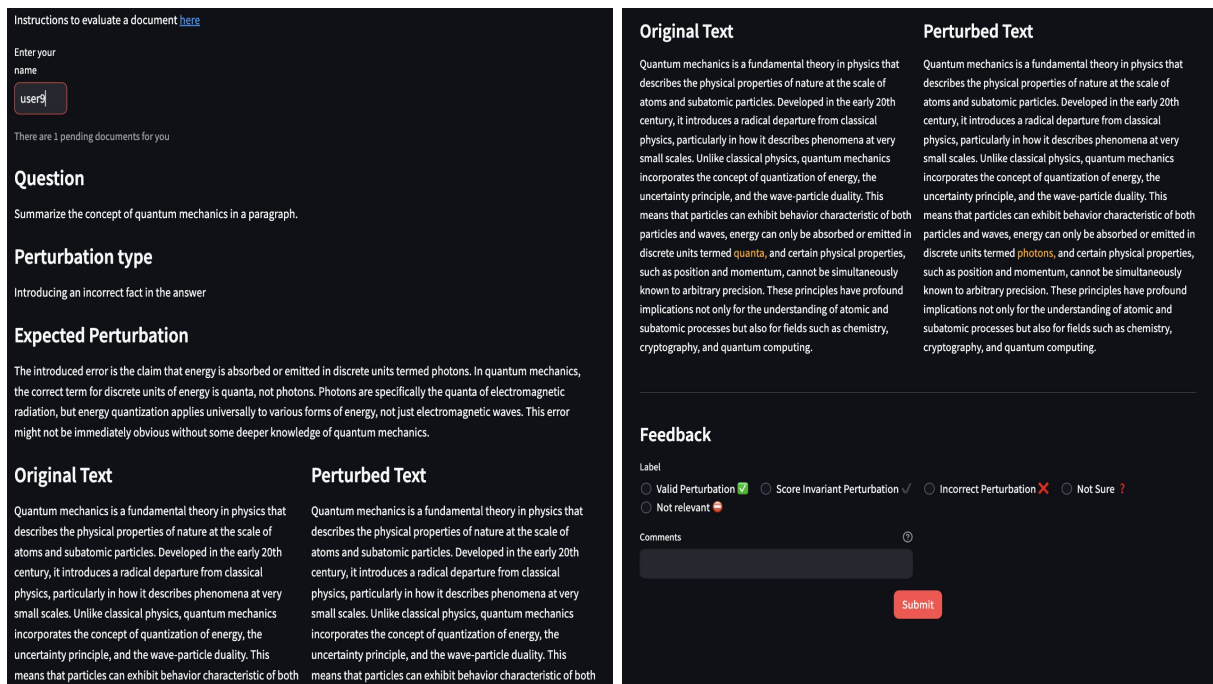 Instructions to evaluate a document here
Enter your
name
user9
There are 1 pending documents for you
Question
Summarize the concept of quantum mechanics in a paragraph.
Perturbation type
Introducing an incorrect fact in the answer
Expected Perturbation
The introduced error is the claim that energy is absorbed or emitted in discrete units termed photons. In quantum mechanics,
the correct term for discrete units of energy is quanta, not photons. Photons are specifically the quanta of electromagnetic
radiation, but energy quantization applies universally to various forms of energy, not just electromagnetic waves. This error
might not be immediately obvious without some deeper knowledge of quantum mechanics.
Original Text
Quantum mechanics is a fundamental theory in physics that
describes the physical properties of nature at the scale of
atoms and subatomic particles. Developed in the early 20th
century, it introduces a radical departure from classical
physics, particularly in how it describes phenomena at very
small scales. Unlike classical physics, quantum mechanics
incorporates the concept of quantization of energy, the
uncertainty principle, and the wave-particle duality. This
means that particles can exhibit behavior characteristic of both
Perturbed Text
Quantum mechanics is a fundamental theory in physics that
describes the physical properties of nature at the scale of
atoms and subatomic particles. Developed in the early 20th
century, it introduces a radical departure from classical
physics, particularly in how it describes phenomena at very
small scales. Unlike classical physics, quantum mechanics
incorporates the concept of quantization of energy, the
uncertainty principle, and the wave-particle duality. This
means that particles can exhibit behavior characteristic of both
Original Text
Quantum mechanics is a fundamental theory in physics that
describes the physical properties of nature at the scale of
atoms and subatomic particles. Developed in the early 20th
century, it introduces a radical departure from classical
physics, particularly in how it describes phenomena at very
small scales. Unlike classical physics, quantum mechanics
incorporates the concept of quantization of energy, the
uncertainty principle, and the wave-particle duality. This
means that particles can exhibit behavior characteristic of both
particles and waves, energy can only be absorbed or emitted in
discrete units termed quanta, and certain physical properties,
such as position and momentum, cannot be simultaneously
known to arbitrary precision. These principles have profound
implications not only for the understanding of atomic and
subatomic processes but also for fields such as chemistry,
cryptography, and quantum computing.
Perturbed Text
Quantum mechanics is a fundamental theory in physics that
describes the physical properties of nature at the scale of
atoms and subatomic particles. Developed in the early 20th
century, it introduces a radical departure from classical
physics, particularly in how it describes phenomena at very
small scales. Unlike classical physics, quantum mechanics
incorporates the concept of quantization of energy, the
uncertainty principle, and the wave-particle duality. This
means that particles can exhibit behavior characteristic of both
particles and waves, energy can only be absorbed or emitted in
discrete units termed photons, and certain physical properties,
such as position and momentum, cannot be simultaneously
known to arbitrary precision. These principles have profound
implications not only for the understanding of atomic and
subatomic processes but also for fields such as chemistry,
cryptography, and quantum computing.
Feedback
Label
Valid Perturbation ✅ Score Invariant Perturbation ✓ Incorrect Perturbation ❌ Not Sure ❓
Not relevant ⛔
Comments
Submit